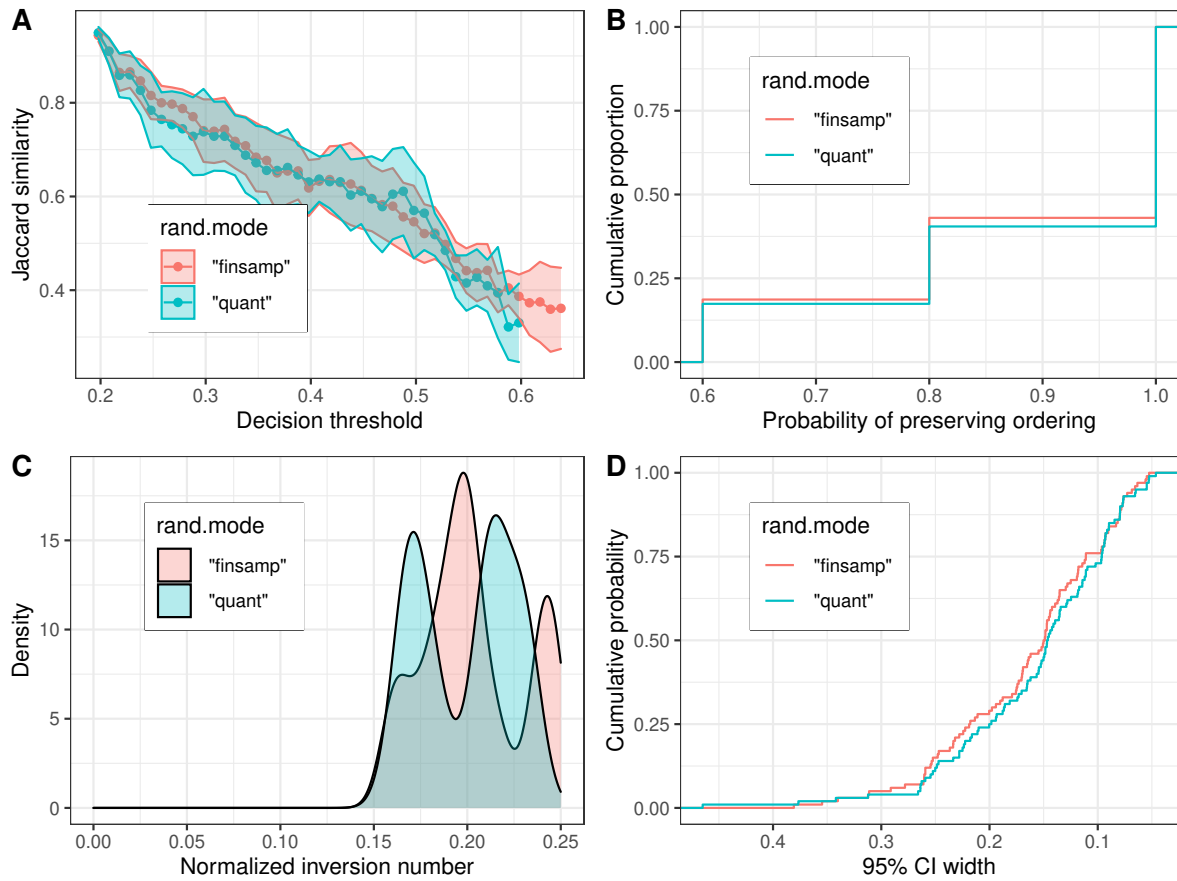 A
Jaccard similarity
0.8
0.6
0.4
rand.mode
"finsamp"
"quant"
0.2
0.3
0.4
0.5
0.6
Decision threshold
B
Cumulative proportion
1.00
0.75
0.50
0.25
0.00
rand.mode
"finsamp"
"quant"
0.6
0.7
0.8
0.9
1.0
Probability of preserving ordering
C
Density
15
10
5
0
rand.mode
"finsamp"
"quant"
0.00
0.05
0.10
0.15
0.20
0.25
Normalized inversion number
D
Cumulative probability
1.00
0.75
0.50
0.25
0.00
rand.mode
"finsamp"
"quant"
0.4
0.3
0.2
0.1
95% CI width